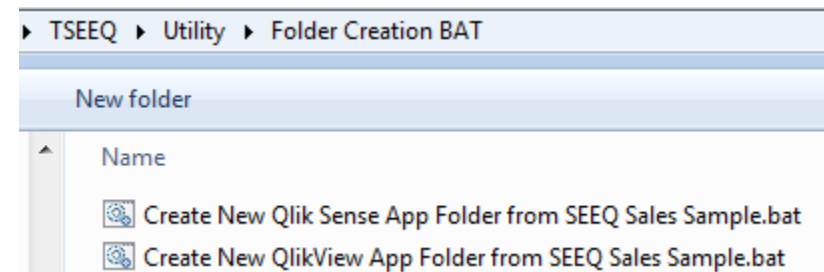 TSEEQ ▸ Utility ▸ Folder Creation BAT
New folder
Name
Create New Qlik Sense App Folder from SEEQ Sales Sample.bat
Create New QlikView App Folder from SEEQ Sales Sample.bat